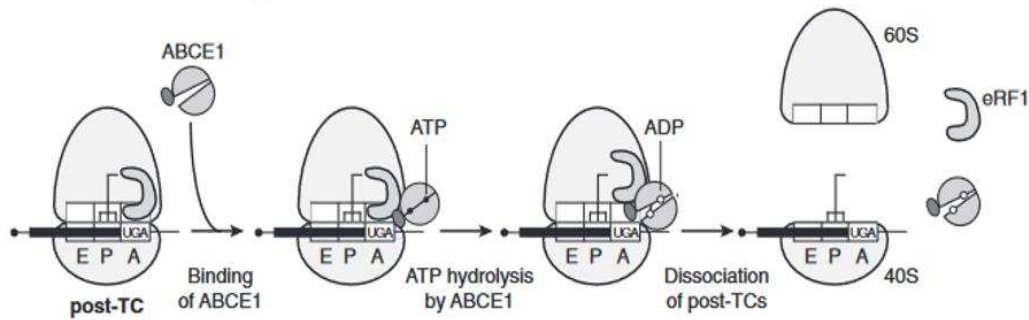 ABCE1
60S
eRF1
ATP
ADP
UGA
UGA
UGA
UGA
E P A
E P A
E P A
E P A
40S
post-TC
Binding
of ABCE1
ATP hydrolysis
by ABCE1
Dissociation
of post-TCs